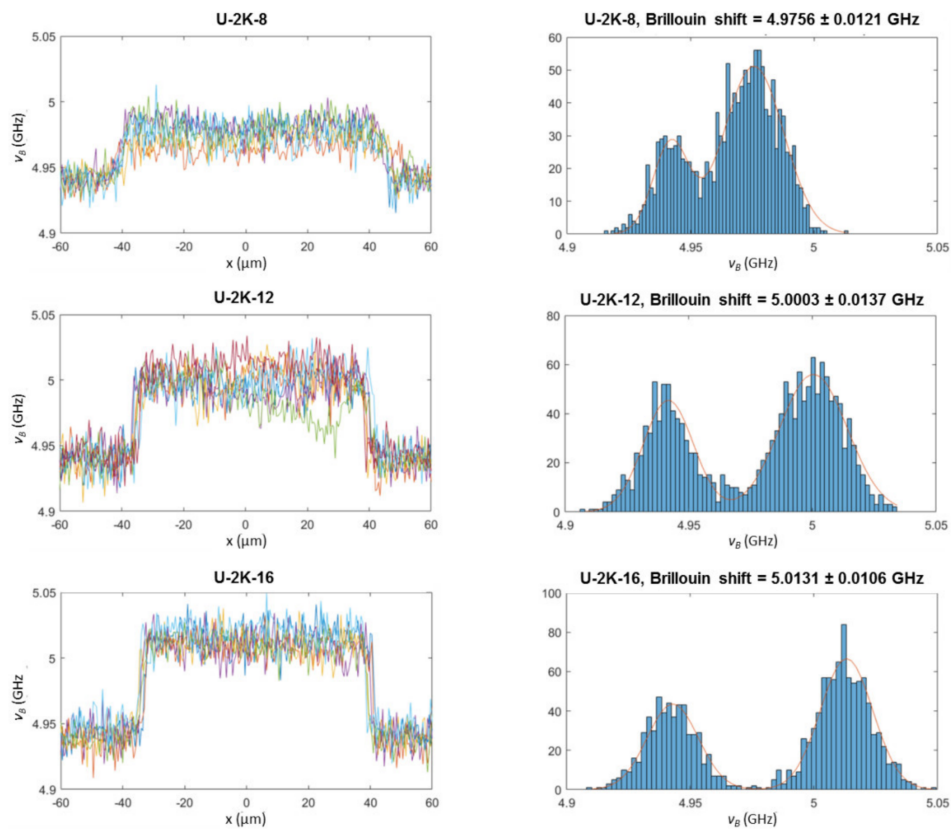 U-2K-8
5.05
5
4.95
4.9
νB (GHz)
-60 -40 -20 0 20 40 60
x (μm)
U-2K-8, Brillouin shift = 4.9756 ± 0.0121 GHz
60
50
40
30
20
10
0
4.9 4.95 5 5.05
νB (GHz)
U-2K-12
5.05
5
4.95
4.9
νB (GHz)
-60 -40 -20 0 20 40 60
x (μm)
U-2K-12, Brillouin shift = 5.0003 ± 0.0137 GHz
80
60
40
20
0
4.9 4.95 5 5.05
νB (GHz)
U-2K-16
5.05
5
4.95
4.9
νB (GHz
-60 -40 -20 0 20 40 60
x (μm)
U-2K-16, Brillouin shift = 5.0131 ± 0.0106 GHz
100
80
60
40
20
0
4.9 4.95 5 5.05
νB (GHz)